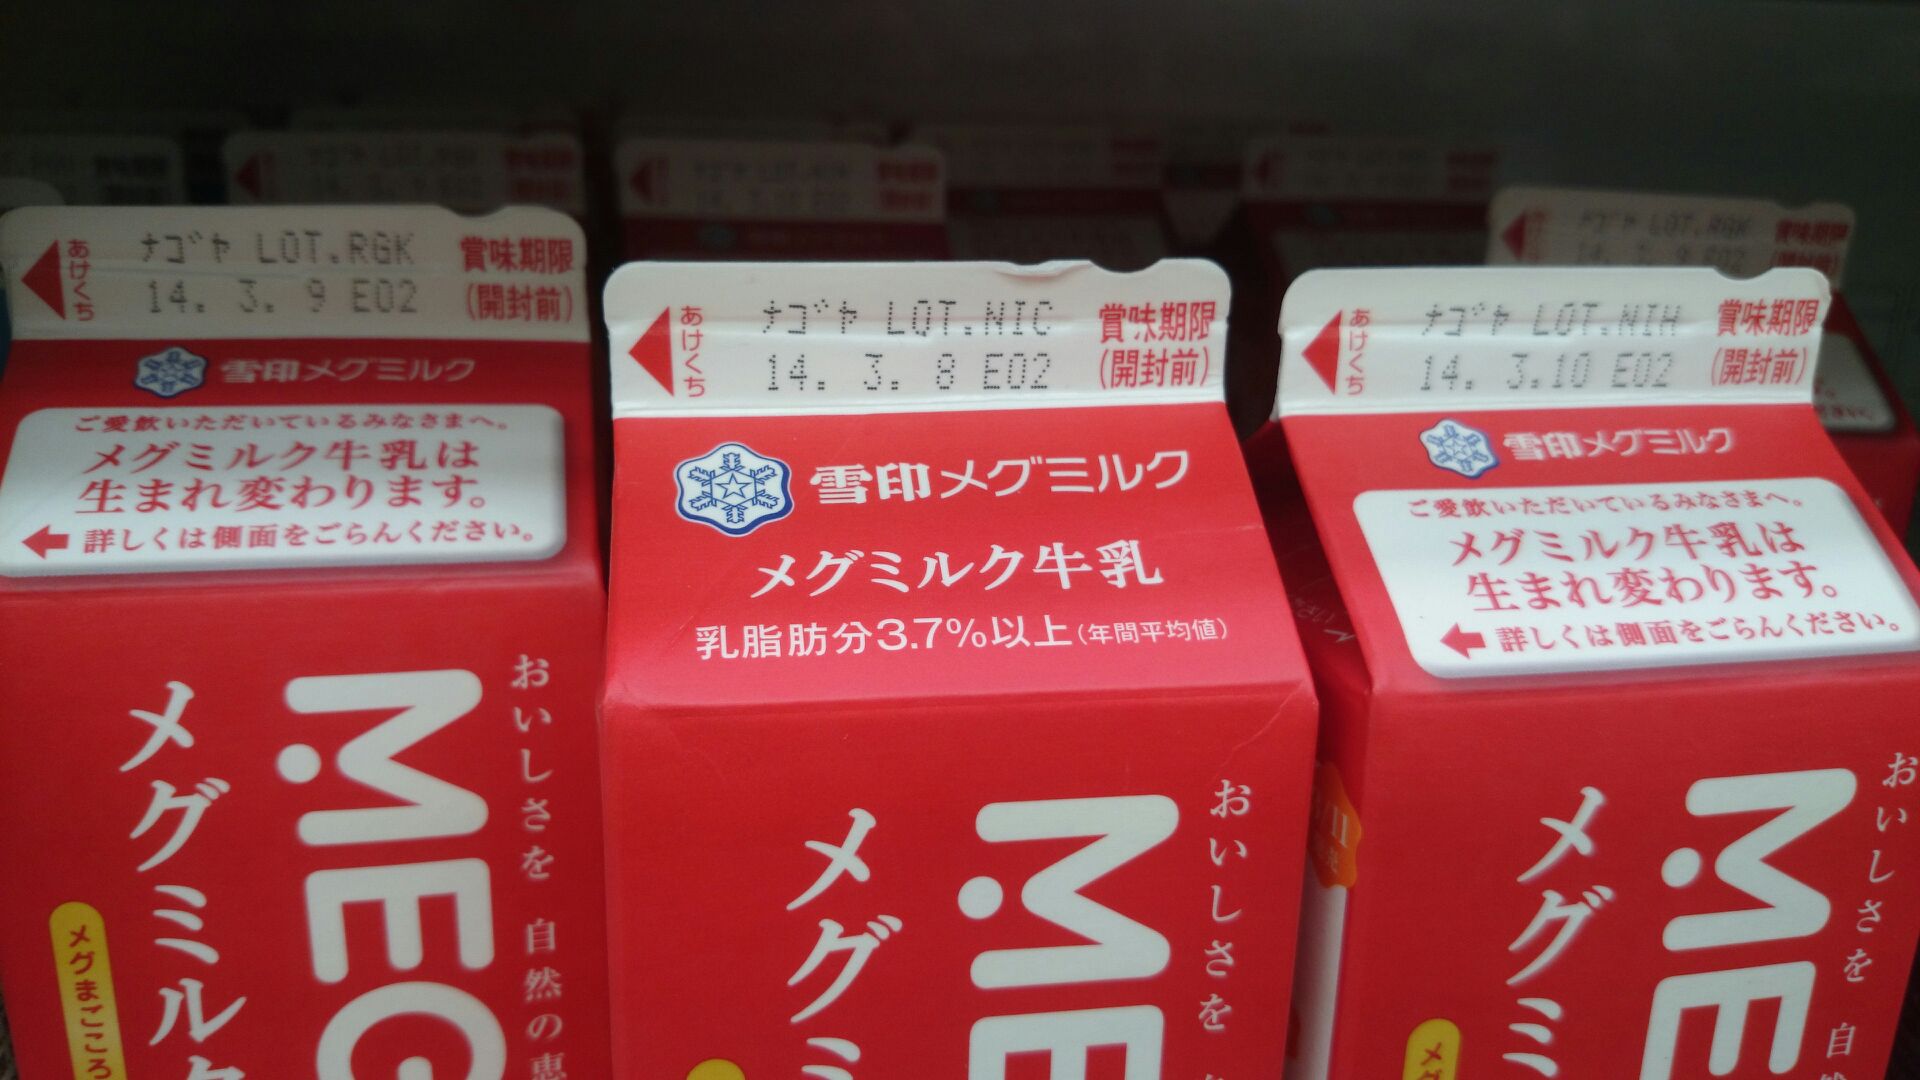 あけくち
ナゴヤ LOT.RGK
14. 3. 9 E02
賞味期限
(開封前)
雪印メグミルク
ご愛飲いただいているみなさまへ。
メグミルク牛乳は
生まれ変わります。
詳しくは側面をごらんください。
おいしさを 自然の恵
MEG
メグミルク
メグまごころ
あけくち
ナゴヤ LOT.NIC
14. 3. 8 E02
賞味期限
(開封前)
雪印メグミルク
メグミルク牛乳
乳脂肪分3.7%以上(年間平均値)
おいしさを
ME
メグミ
あけくち
ナゴヤ LOT.NIH
14. 3.10 E02
賞味期限
(開封前)
雪印メグミルク
ご愛飲いただいているみなさまへ。
メグミルク牛乳は
生まれ変わります。
詳しくは側面をごらんください。
おいしさを 自
ME
メグミ
メ
LOT.RGK
賞味期限